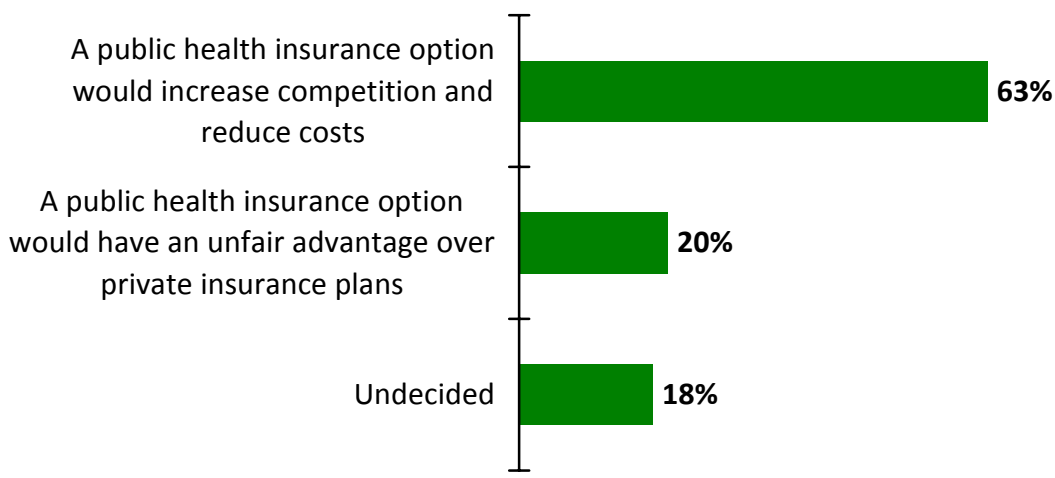 A public health insurance option
would increase competition and
reduce costs
63%
A public health insurance option
would have an unfair advantage over
private insurance plans
20%
Undecided
18%